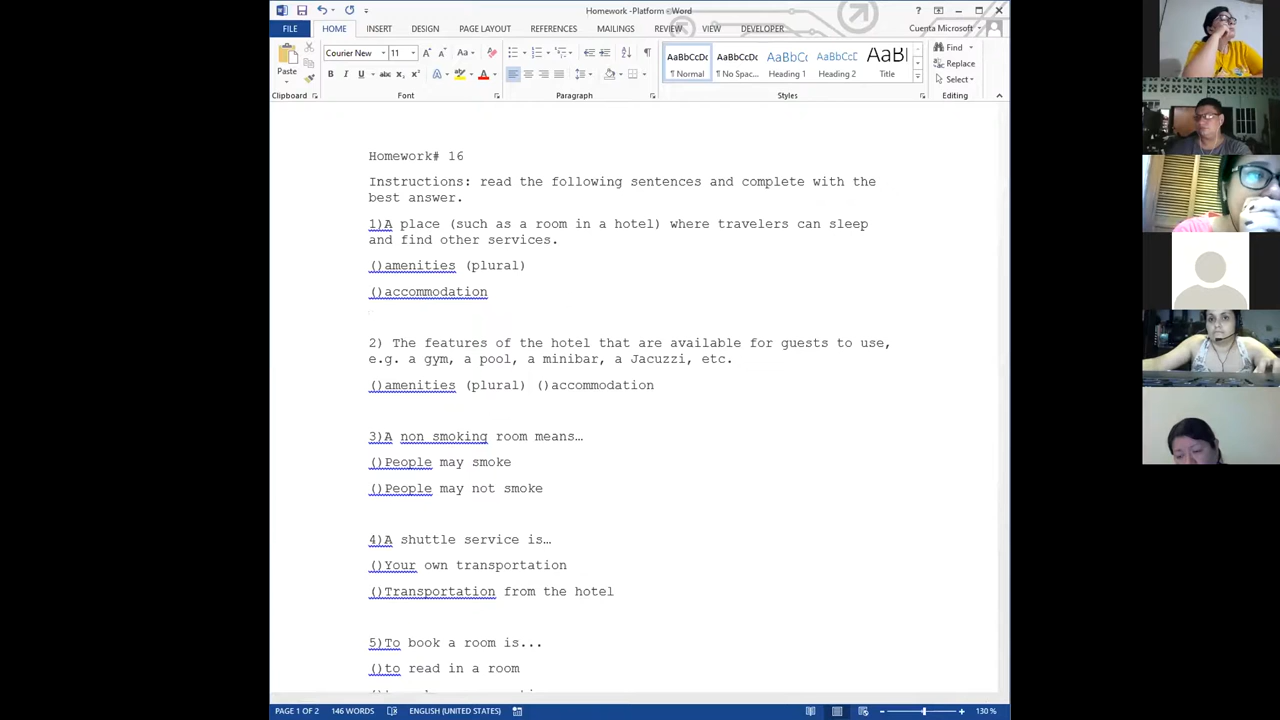 Homework -Platform - Word
FILE HOME INSERT DESIGN PAGE LAYOUT REFERENCES MAILINGS REVIEW VIEW DEVELOPER Cuenta Microsoft
Paste
Courier New 11
AaBbCcDc AaBbCcDc AaBbCc AaBbCcD AaBl
¶ Normal ¶ No Spac... Heading 1 Heading 2 Title
Find
Replace
Select
Clipboard Font Paragraph Styles Editing
Homework# 16
Instructions: read the following sentences and complete with the
best answer.
1)A place (such as a room in a hotel) where travelers can sleep
and find other services.
()amenities (plural)
()accommodation
2) The features of the hotel that are available for guests to use,
e.g. a gym, a pool, a minibar, a Jacuzzi, etc.
()amenities (plural) ()accommodation
3)A non smoking room means…
()People may smoke
()People may not smoke
4)A shuttle service is…
()Your own transportation
()Transportation from the hotel
5)To book a room is...
()to read in a room
PAGE 1 OF 2 146 WORDS ENGLISH (UNITED STATES) 130 %